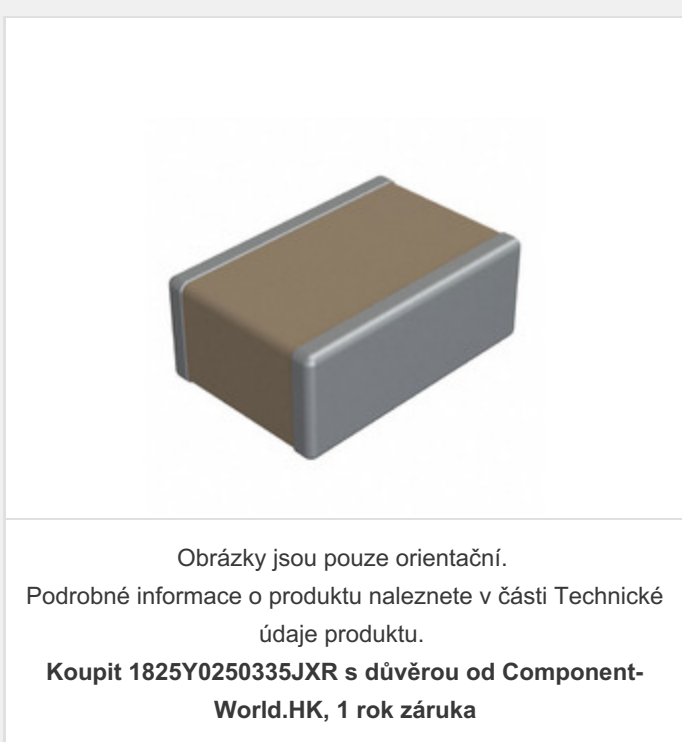 Obrázky jsou pouze orientační.
Podrobné informace o produktu naleznete v části Technické
údaje produktu.
Koupit 1825Y0250335JXR s důvěrou od Component-
World.HK, 1 rok záruka